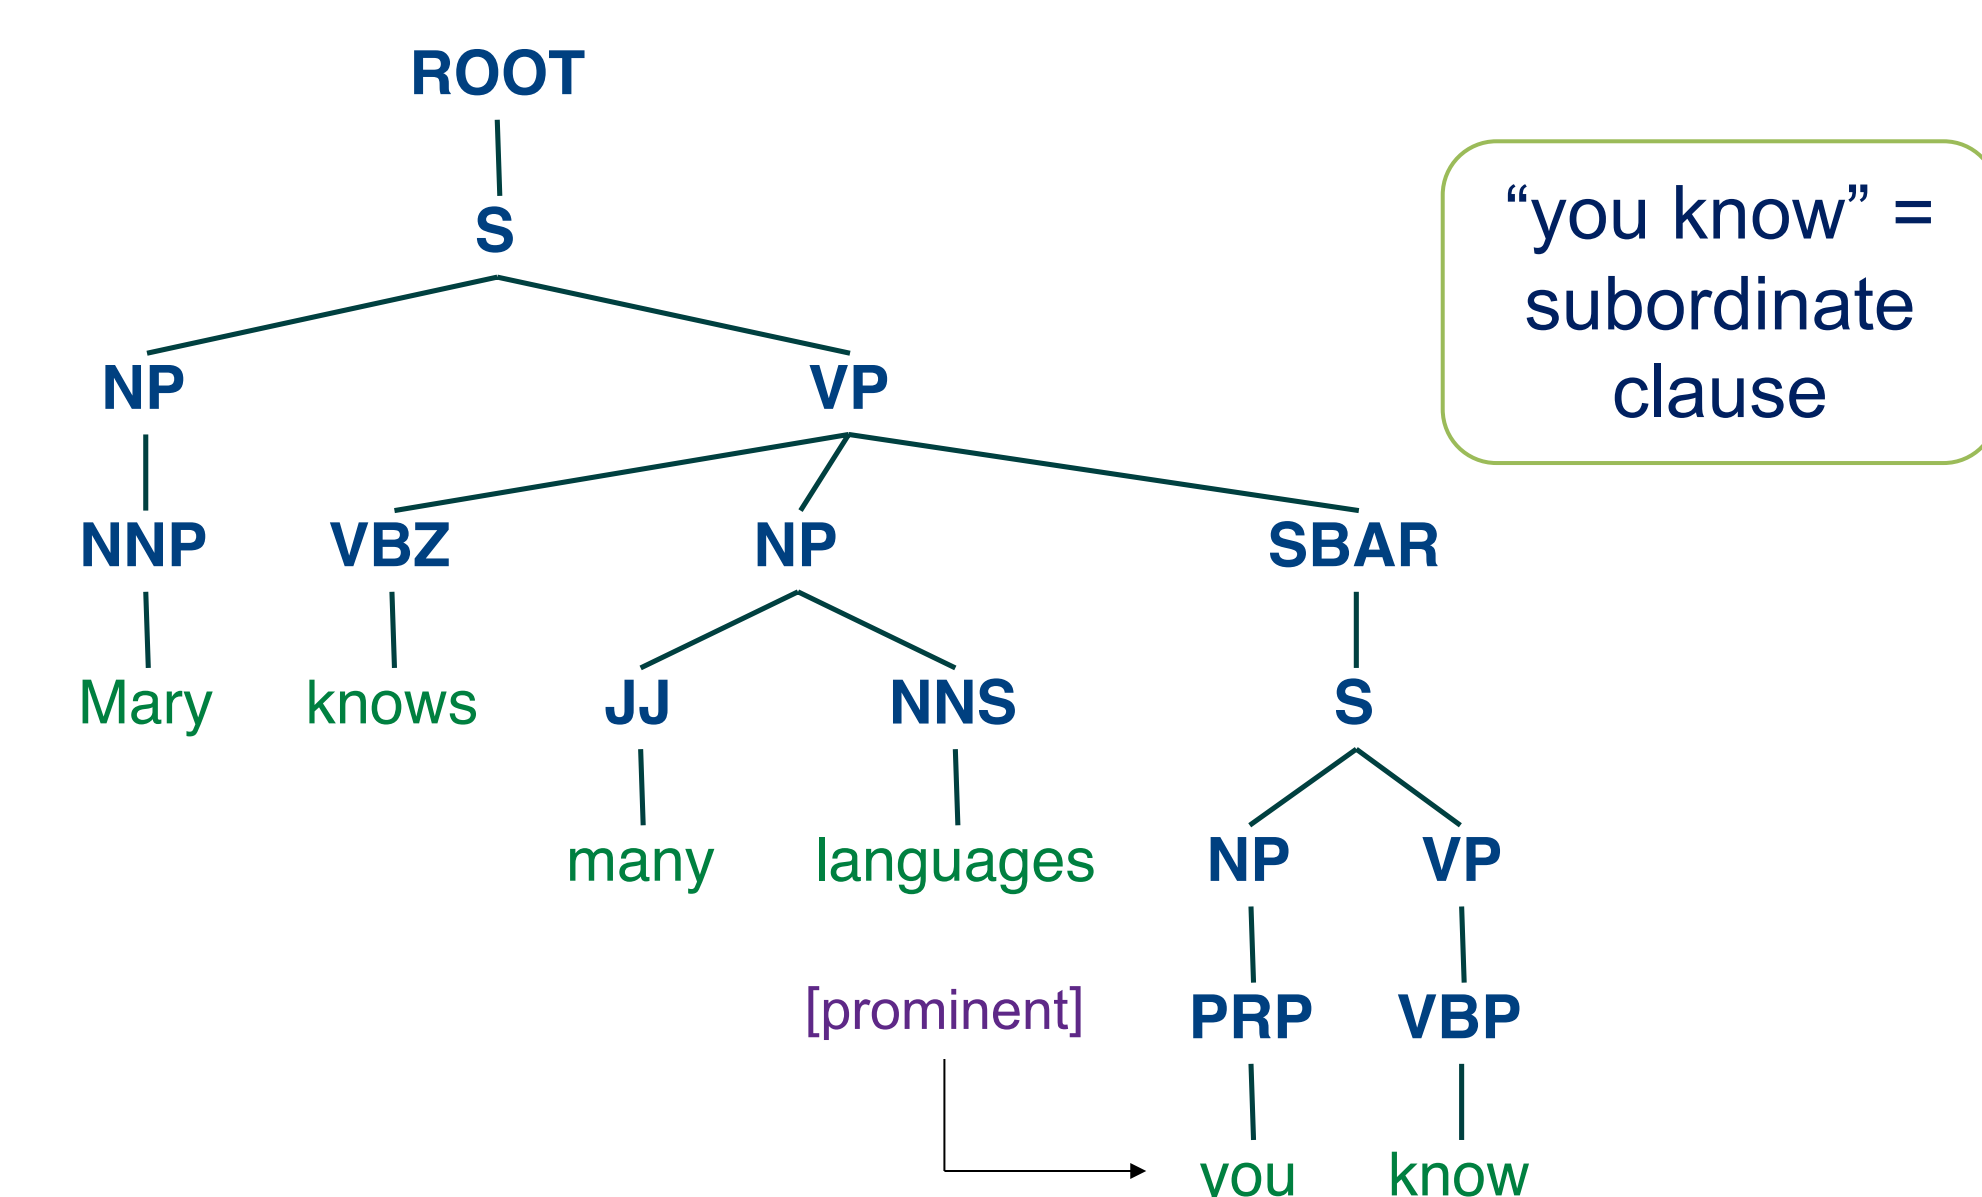 ROOT
S
“you know” =
subordinate
clause
NP VP
NNP VBZ NP SBAR
Mary knows JJ NNS S
many languages NP VP
[prominent] PRP VBP
you know